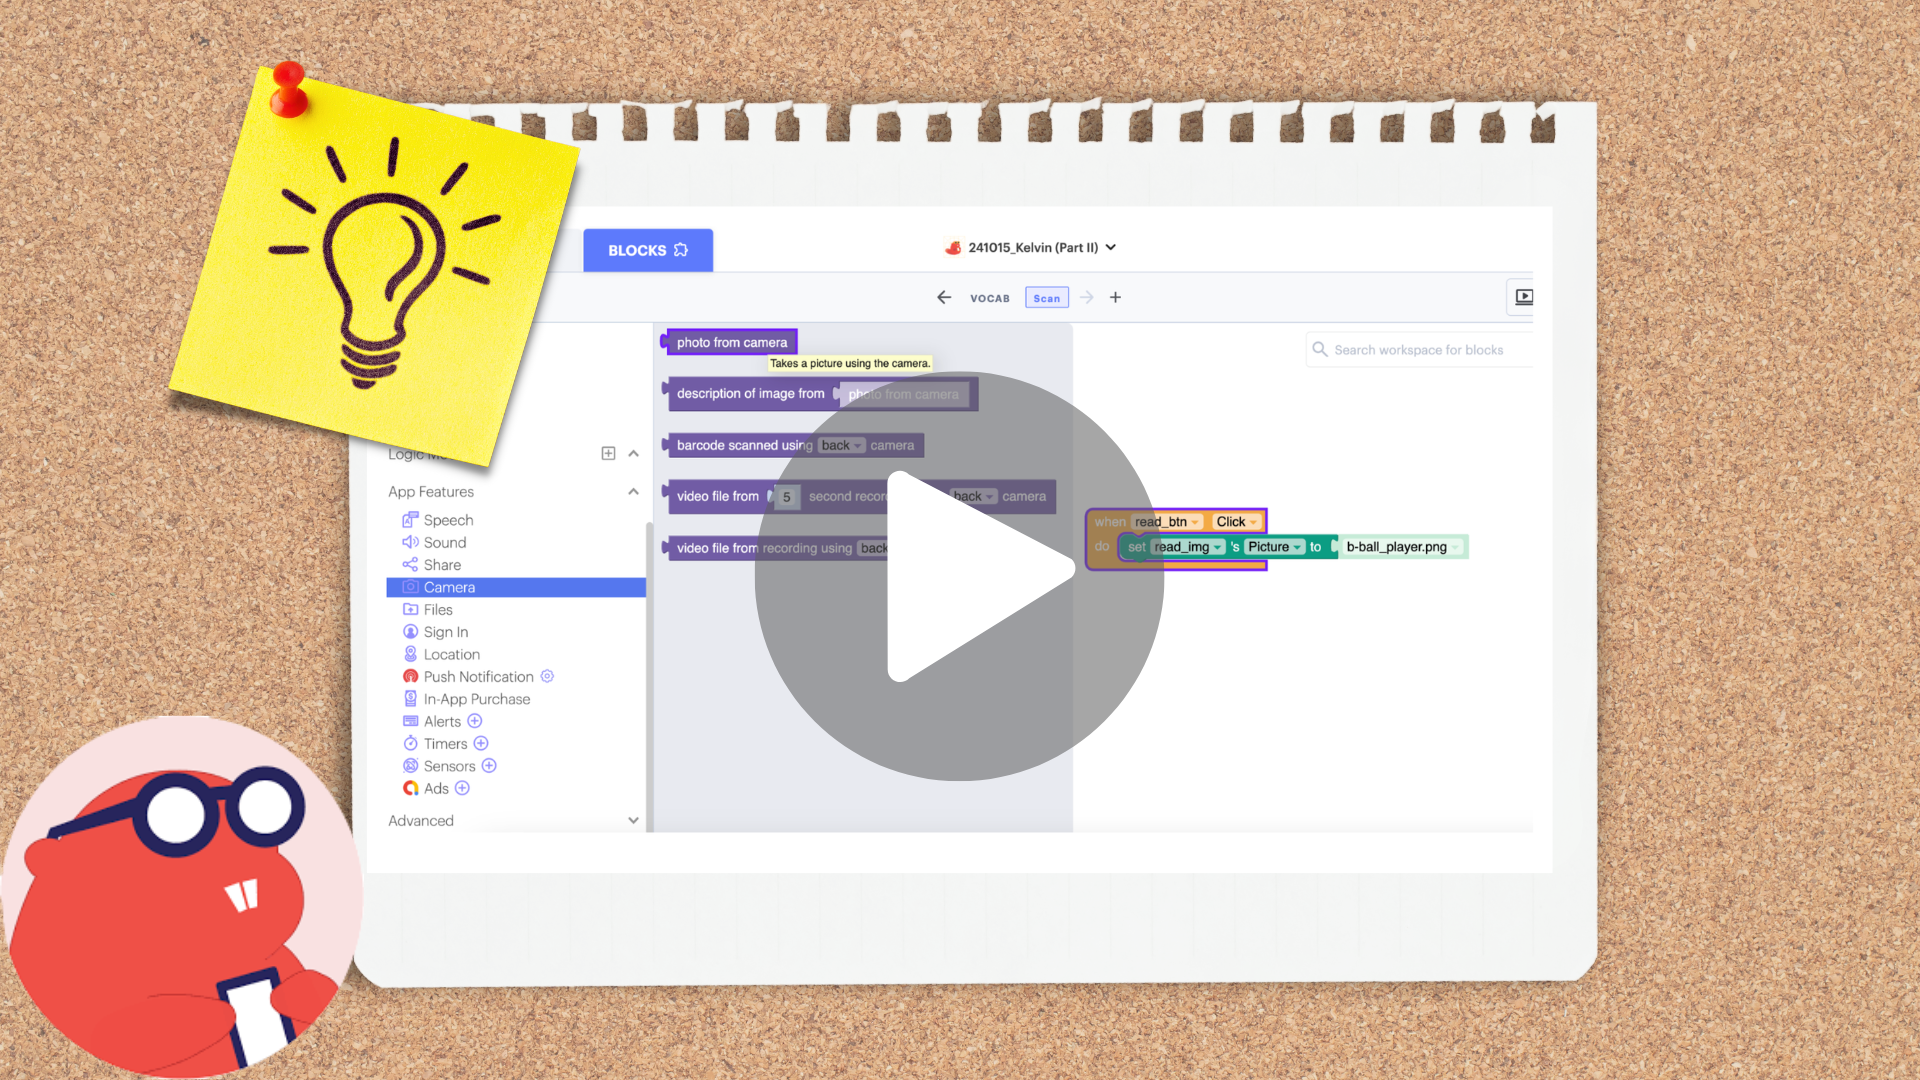 BLOCKS
241015_Kelvin (Part II)
VOCAB
Scan
Search workspace for blocks
photo from camera
Takes a picture using the camera.
description of image from photo from camera
barcode scanned using back camera
video file from 5 second recor back camera
video file from recording using back
when read_btn Click
do set read_img 's Picture to b-ball_player.png
Logic
App Features
Speech
Sound
Share
Camera
Files
Sign In
Location
Push Notification
In-App Purchase
Alerts
Timers
Sensors
Ads
Advanced